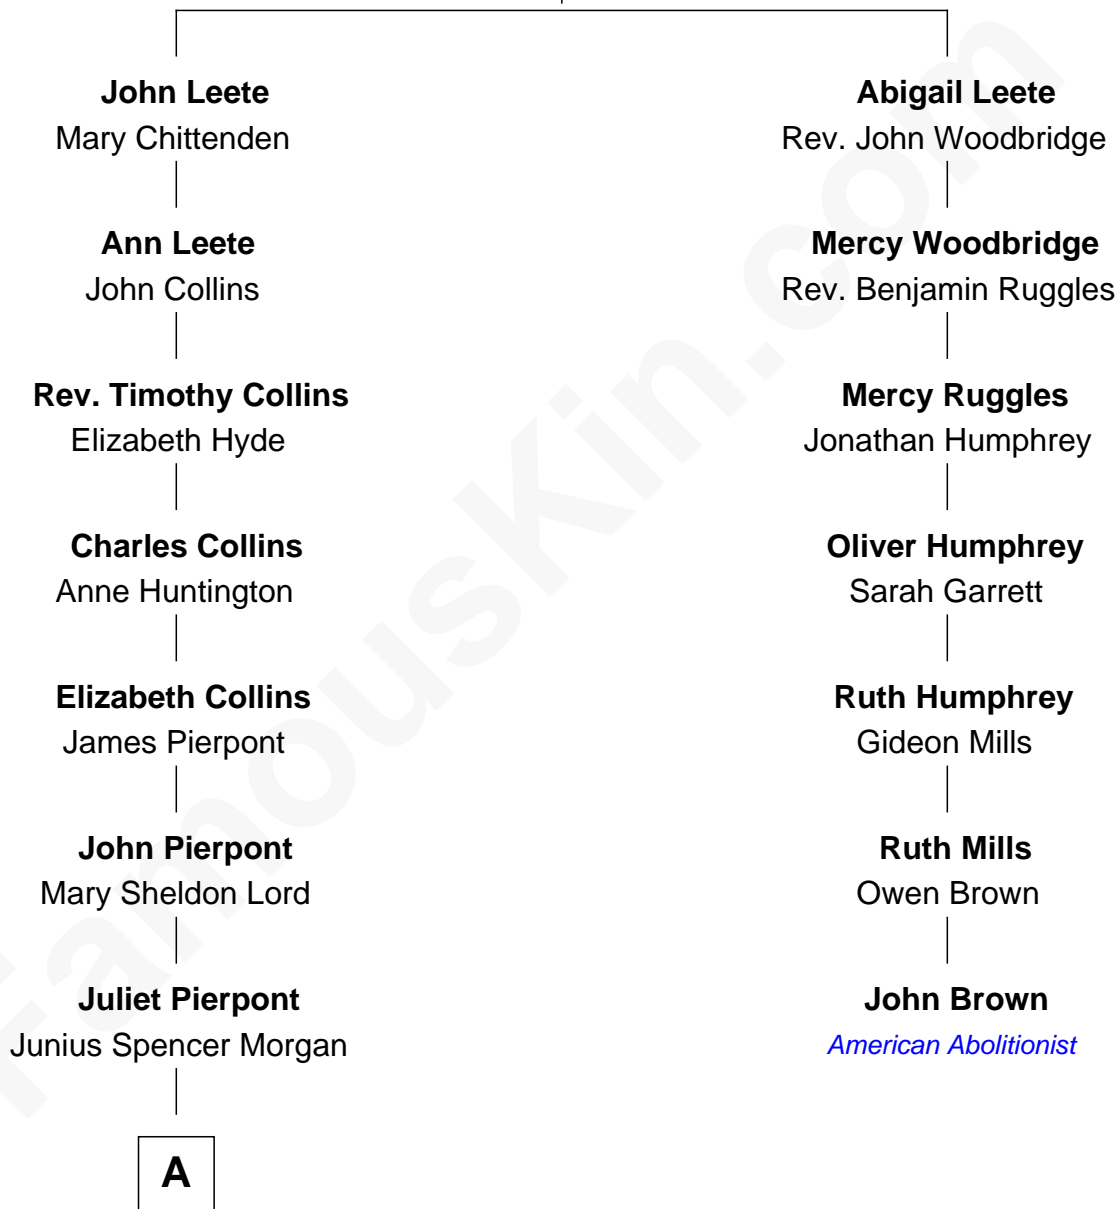 John Leete
Mary Chittenden
Ann Leete
John Collins
Rev. Timothy Collins
Elizabeth Hyde
Charles Collins
Anne Huntington
Elizabeth Collins
James Pierpont
John Pierpont
Mary Sheldon Lord
Juliet Pierpont
Junius Spencer Morgan
A
Abigail Leete
Rev. John Woodbridge
Mercy Woodbridge
Rev. Benjamin Ruggles
Mercy Ruggles
Jonathan Humphrey
Oliver Humphrey
Sarah Garrett
Ruth Humphrey
Gideon Mills
Ruth Mills
Owen Brown
John Brown
American Abolitionist
FamousKin.com